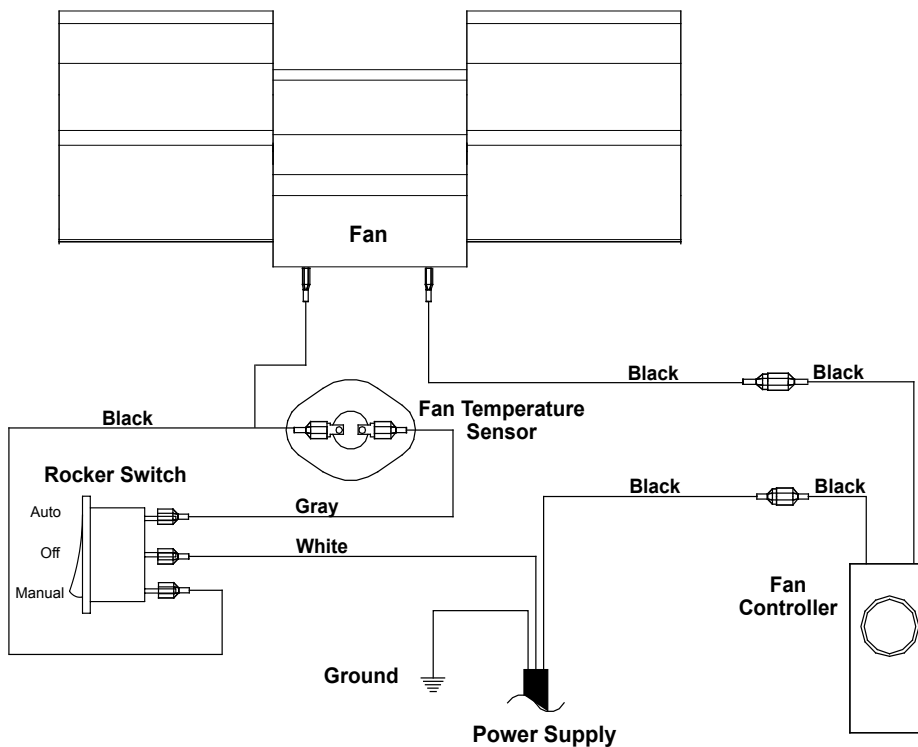 Fan
Black
Black
Black
Fan Temperature
Sensor
Rocker Switch
Auto
Off
Manual
Gray
White
Black
Black
Fan
Controller
Ground
Power Supply